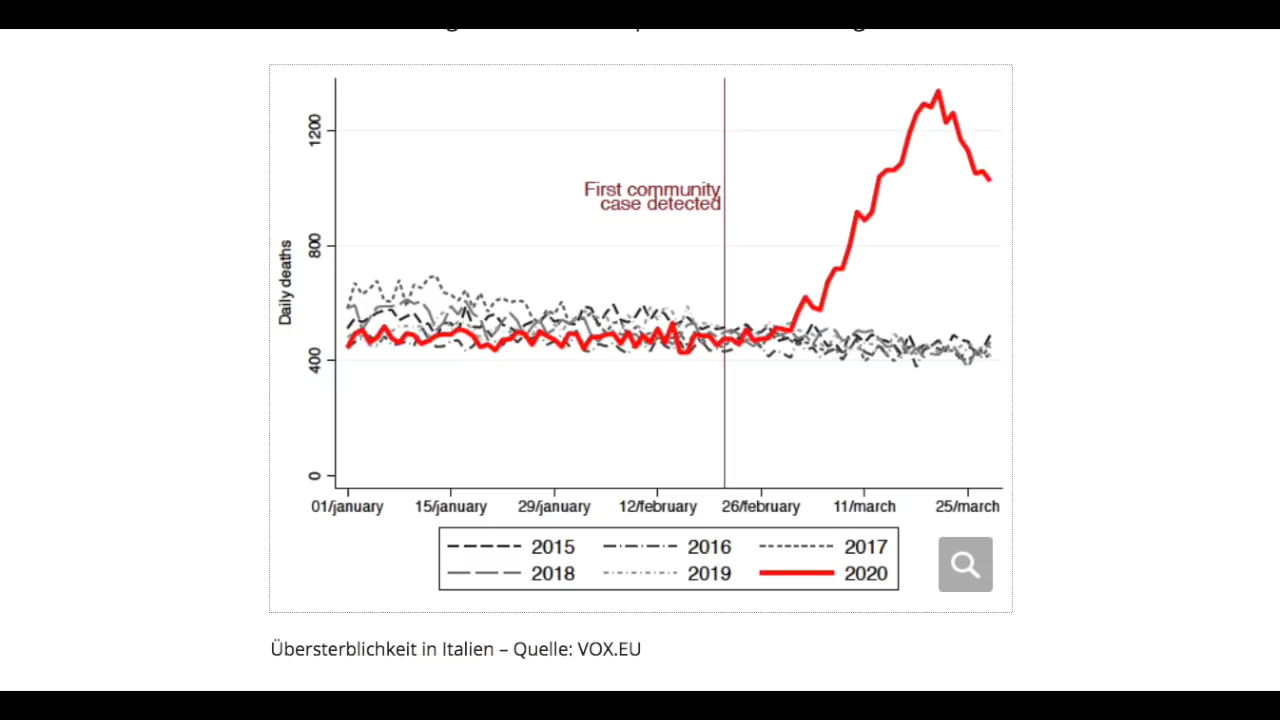 1200
800
400
0
Daily deaths
First community
case detected
01/january 15/january 29/january 12/february 26/february 11/march 25/march
2015 2016 2017
2018 2019 2020
Übersterblichkeit in Italien – Quelle: VOX.EU